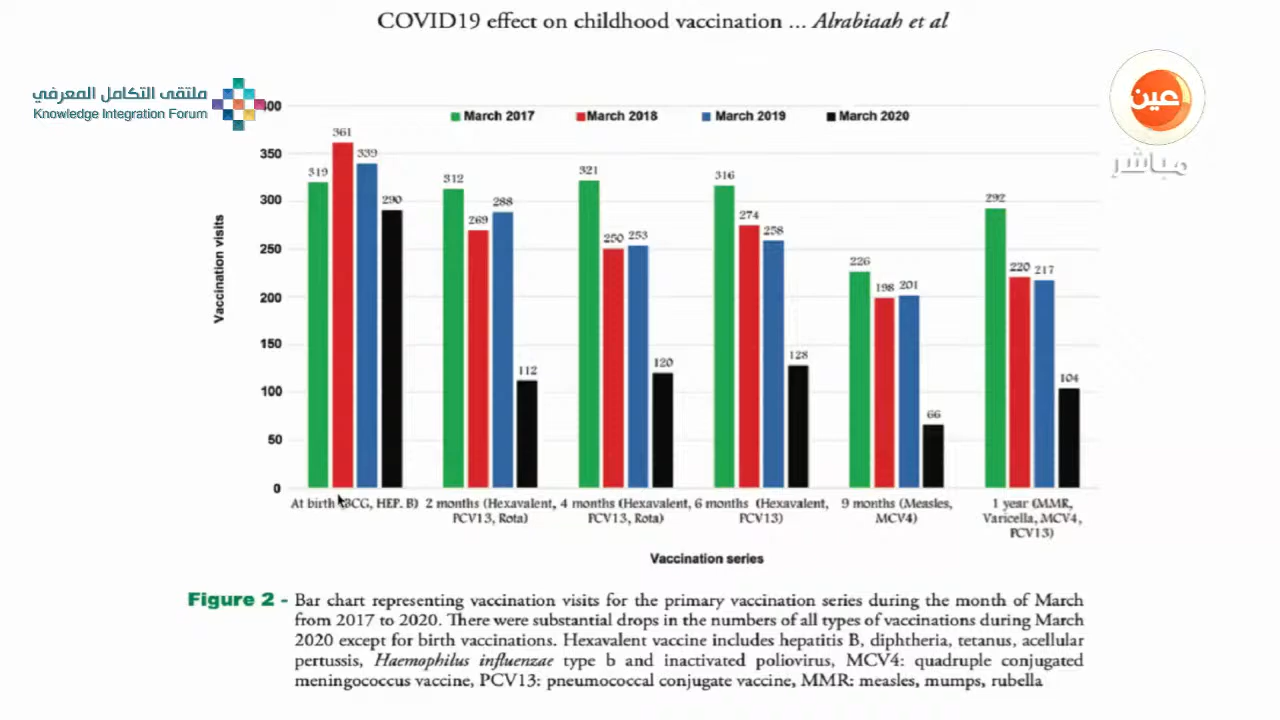 COVID19 effect on childhood vaccination ... Alrabiaah et al
ملتقى التكامل المعرفي
Knowledge Integration Forum
عين
مباشر
March 2017 March 2018 March 2019 March 2020
Vaccination visits
400
350
300
250
200
150
100
50
0
319 361 339 290
312 269 288 112
321 250 253 120
316 274 258 128
226 198 201 66
292 220 217 104
At birth (BCG, HEP. B)
2 months (Hexavalent,
PCV13, Rota)
4 months (Hexavalent,
PCV13, Rota)
6 months (Hexavalent,
PCV13)
9 months (Measles,
MCV4)
1 year (MMR,
Varicella, MCV4,
PCV13)
Vaccination series
Figure 2 - Bar chart representing vaccination visits for the primary vaccination series during the month of March
from 2017 to 2020. There were substantial drops in the numbers of all types of vaccinations during March
2020 except for birth vaccinations. Hexavalent vaccine includes hepatitis B, diphtheria, tetanus, acellular
pertussis, Haemophilus influenzae type b and inactivated poliovirus, MCV4: quadruple conjugated
meningococcus vaccine, PCV13: pneumococcal conjugate vaccine, MMR: measles, mumps, rubella